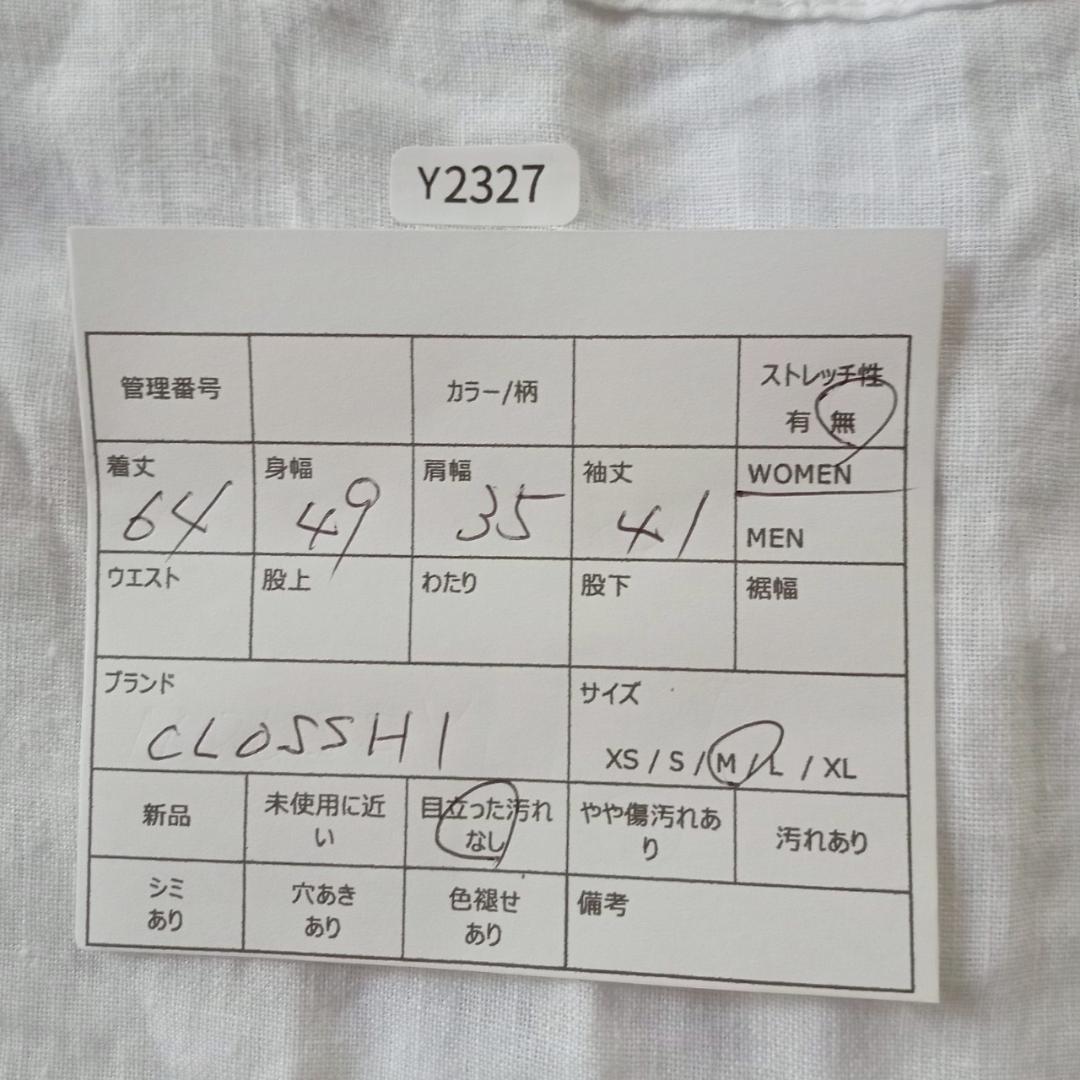 Y2327
管理番号
カラー/柄
ストレッチ性
有 無
着丈
64
身幅
49
肩幅
35
袖丈
41
WOMEN
MEN
ウエスト
股上
わたり
股下
裾幅
ブランド
CLOSSHI
サイズ
XS / S / M / L / XL
新品
未使用に近
い
目立った汚れ
なし
やや傷汚れあ
り
汚れあり
シミ
あり
穴あき
あり
色褪せ
あり
備考